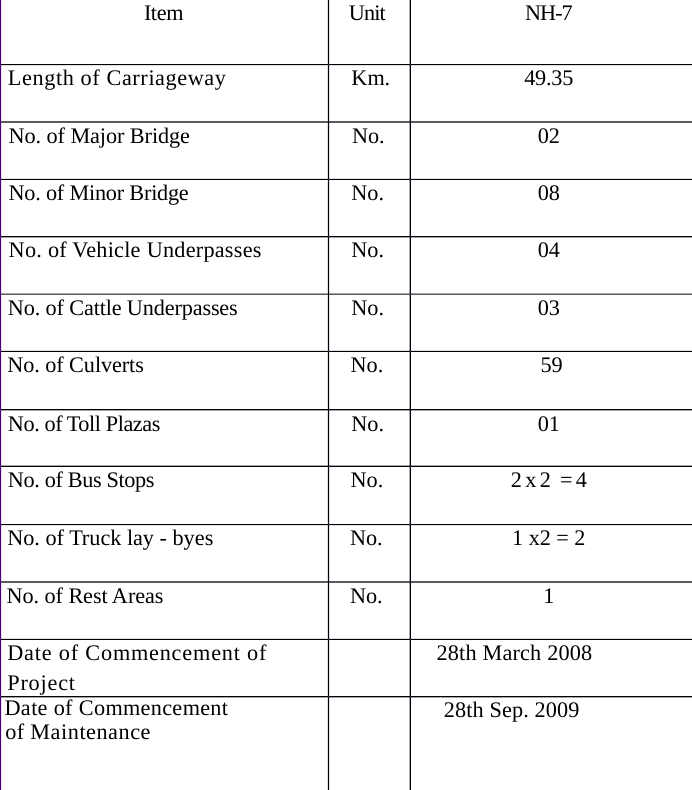 Item Unit NH-7
Length of Carriageway Km. 49.35
No. of Major Bridge No. 02
No. of Minor Bridge No. 08
No. of Vehicle Underpasses No. 04
No. of Cattle Underpasses No. 03
No. of Culverts No. 59
No. of Toll Plazas No. 01
No. of Bus Stops No. 2 x 2 = 4
No. of Truck lay - byes No. 1 x2 = 2
No. of Rest Areas No. 1
Date of Commencement of 28th March 2008
Project
Date of Commencement 28th Sep. 2009
of Maintenance